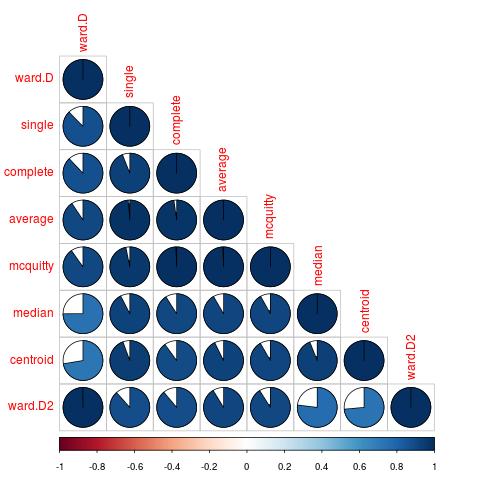 ward.D
single
complete
average
mcquitty
median
centroid
ward.D2
ward.D
single
complete
average
mcquitty
median
centroid
ward.D2
-1 -0.8 -0.6 -0.4 -0.2 0 0.2 0.4 0.6 0.8 1